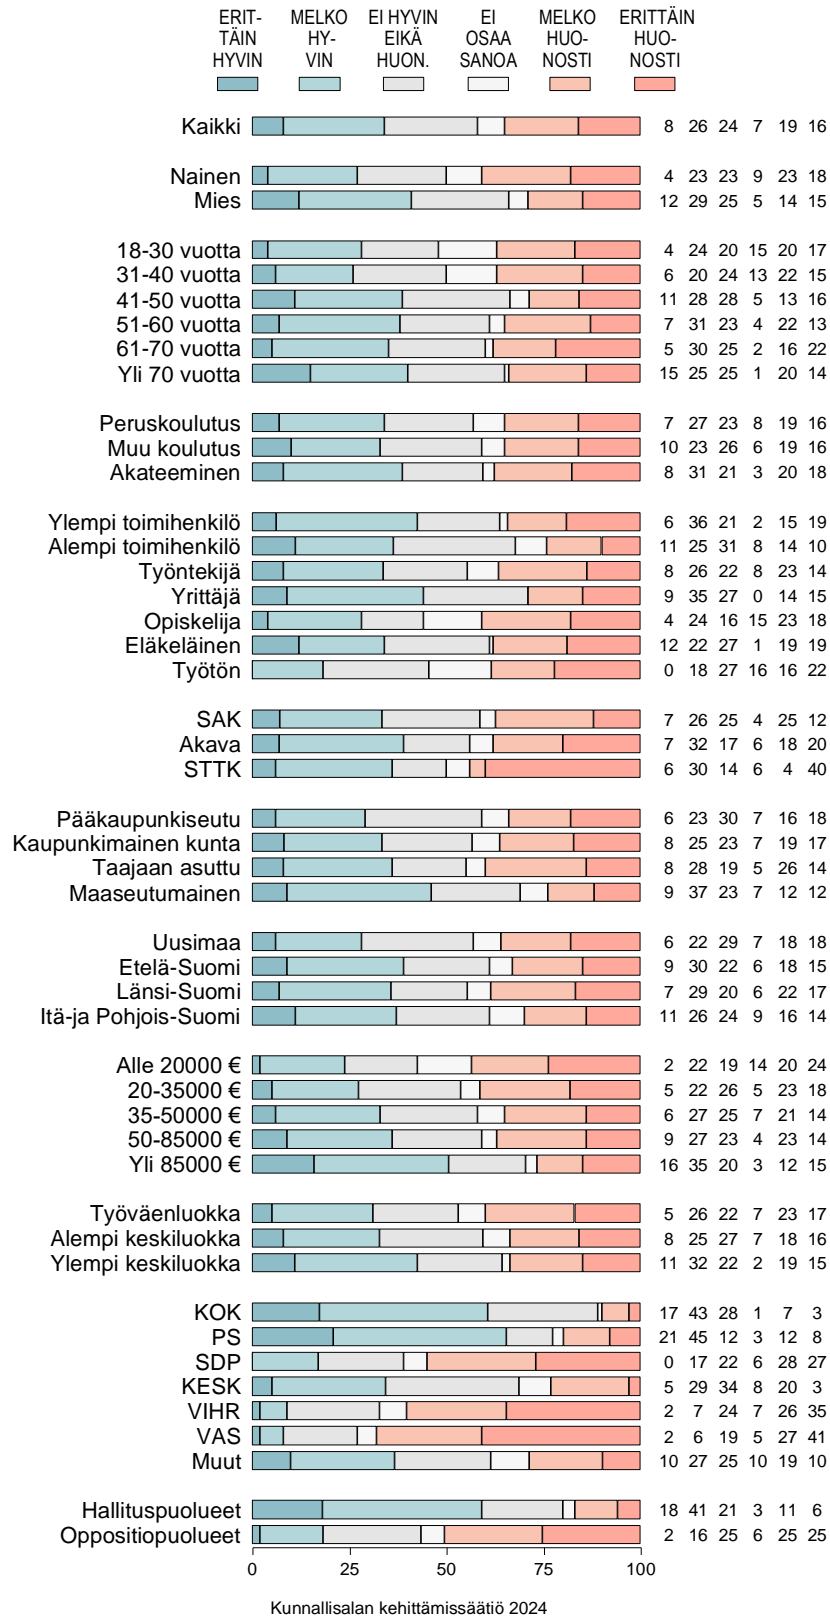 ERIT- MELKO EI HYVIN EI MELKO ERITTÄIN
TÄIN HY- EIKÄ OSAA HUO- HUO-
HYVIN VIN HUON. SANOA NOSTI NOSTI
Kaikki 8 26 24 7 19 16
Nainen 4 23 23 9 23 18
Mies 12 29 25 5 14 15
18-30 vuotta 4 24 20 15 20 17
31-40 vuotta 6 20 24 13 22 15
41-50 vuotta 11 28 28 5 13 16
51-60 vuotta 7 31 23 4 22 13
61-70 vuotta 5 30 25 2 16 22
Yli 70 vuotta 15 25 25 1 20 14
Peruskoulutus 7 27 23 8 19 16
Muu koulutus 10 23 26 6 19 16
Akateeminen 8 31 21 3 20 18
Ylempi toimihenkilö 6 36 21 2 15 19
Alempi toimihenkilö 11 25 31 8 14 10
Työntekijä 8 26 22 8 23 14
Yrittäjä 9 35 27 0 14 15
Opiskelija 4 24 16 15 23 18
Eläkeläinen 12 22 27 1 19 19
Työtön 0 18 27 16 16 22
SAK 7 26 25 4 25 12
Akava 7 32 17 6 18 20
STTK 6 30 14 6 4 40
Pääkaupunkiseutu 6 23 30 7 16 18
Kaupunkimainen kunta 8 25 23 7 19 17
Taajaan asuttu 8 28 19 5 26 14
Maaseutumainen 9 37 23 7 12 12
Uusimaa 6 22 29 7 18 18
Etelä-Suomi 9 30 22 6 18 15
Länsi-Suomi 7 29 20 6 22 17
Itä-ja Pohjois-Suomi 11 26 24 9 16 14
Alle 20000 € 2 22 19 14 20 24
20-35000 € 5 22 26 5 23 18
35-50000 € 6 27 25 7 21 14
50-85000 € 9 27 23 4 23 14
Yli 85000 € 16 35 20 3 12 15
Työväenluokka 5 26 22 7 23 17
Alempi keskiluokka 8 25 27 7 18 16
Ylempi keskiluokka 11 32 22 2 19 15
KOK 17 43 28 1 7 3
PS 21 45 12 3 12 8
SDP 0 17 22 6 28 27
KESK 5 29 34 8 20 3
VIHR 2 7 24 7 26 35
VAS 2 6 19 5 27 41
Muut 10 27 25 10 19 10
Hallituspuolueet 18 41 21 3 11 6
Oppositiopuolueet 2 16 25 6 25 25
0 25 50 75 100
Kunnallisalan kehittämissäätiö 2024